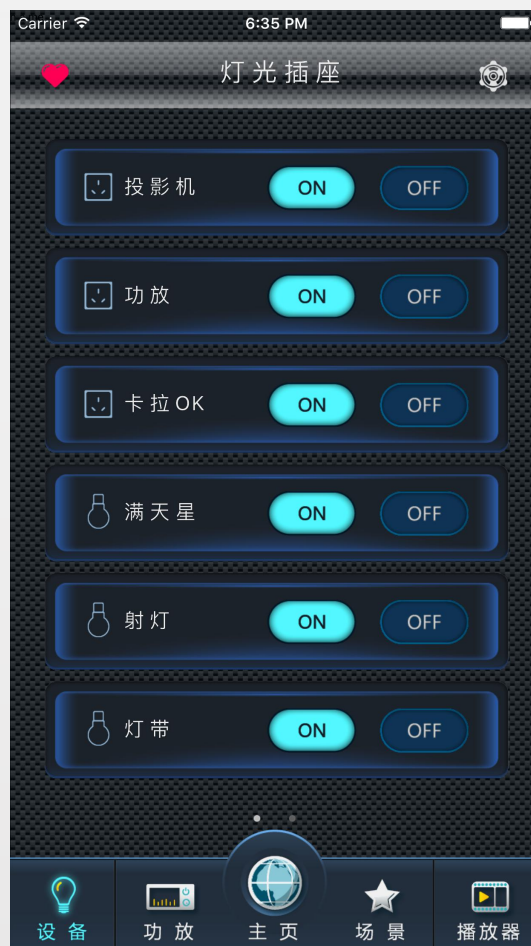 Carrier 6:35 PM
灯光插座
投影机 ON OFF
功放 ON OFF
卡拉OK ON OFF
满天星 ON OFF
射灯 ON OFF
灯带 ON OFF
设备 功放 主页 场景 播放器